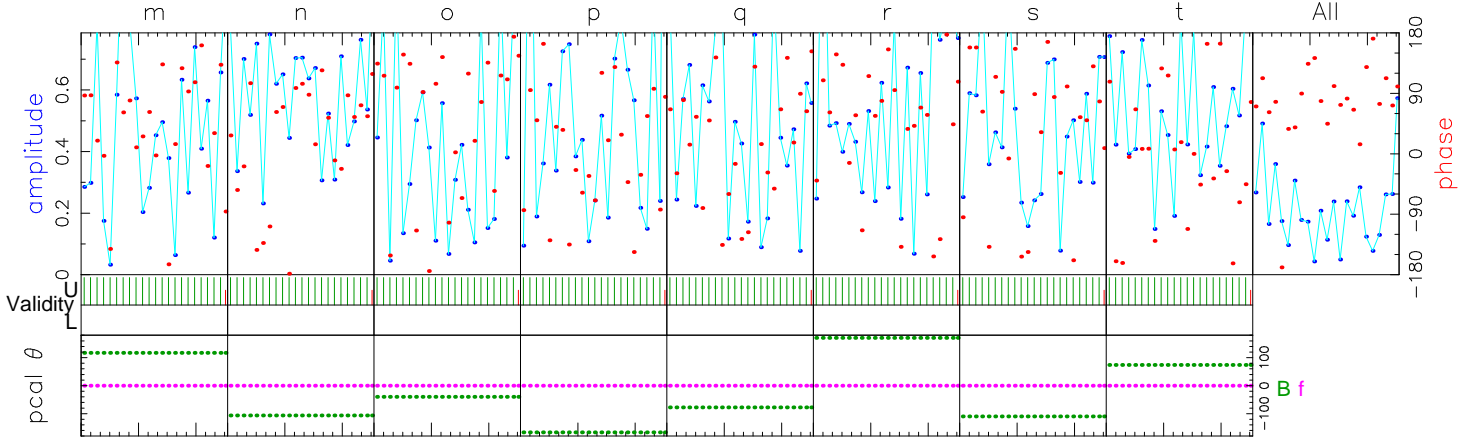 m n o p q r s t All
amplitude
0 0.2 0.4 0.6
phase
180 90 0 −90 −180
Validity
U
L
pcal θ
100 0 −100
B f